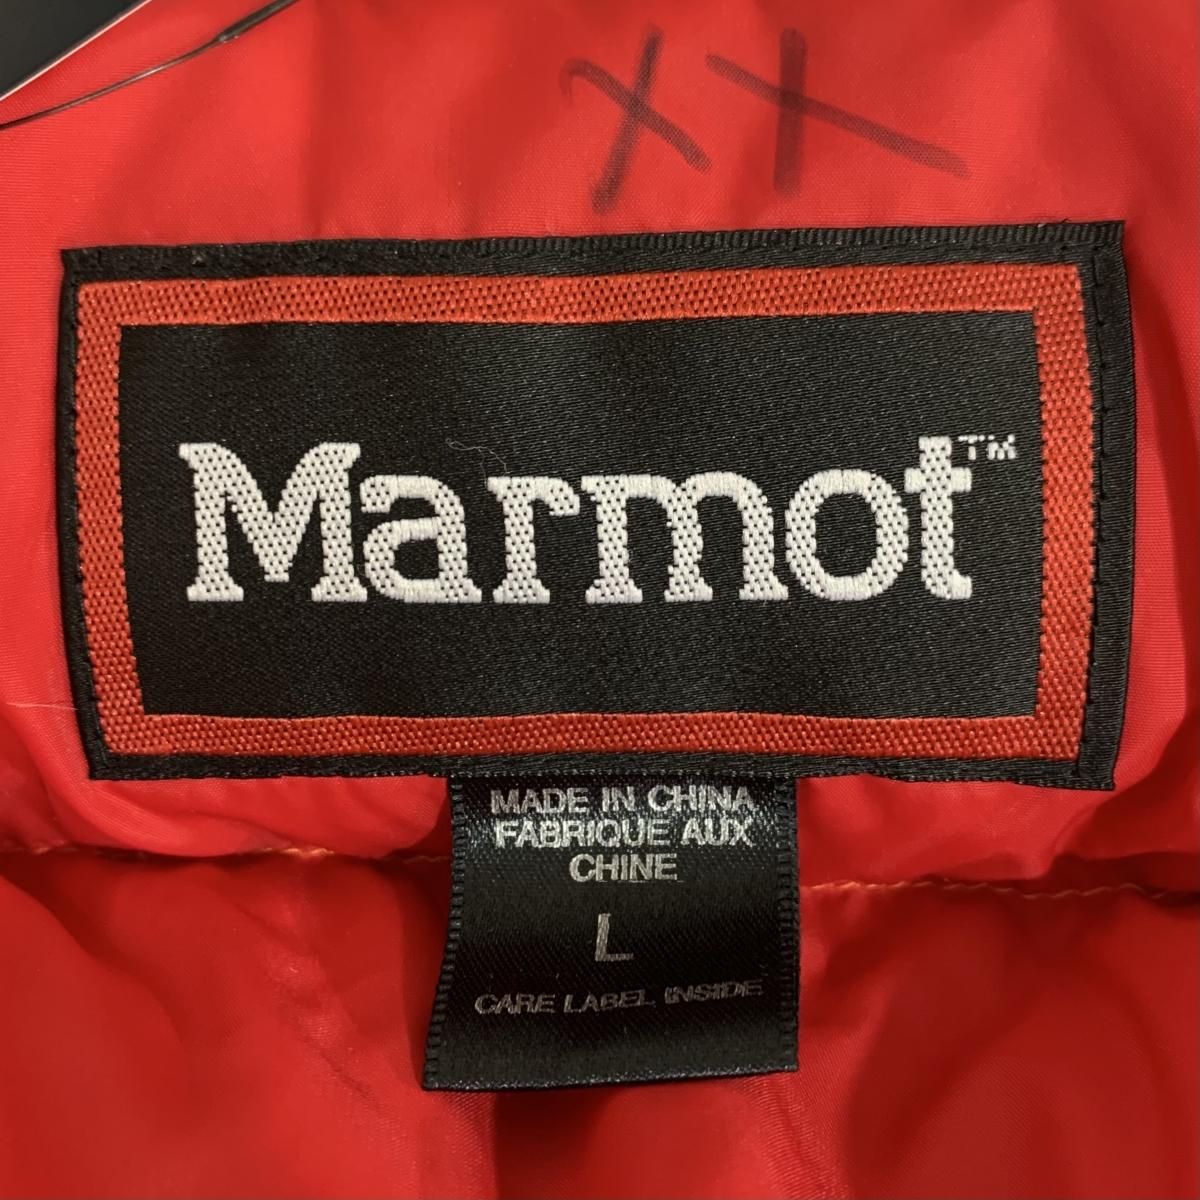 XX
Marmot™
MADE IN CHINA
FABRIQUE AUX
CHINE
L
CARE LABEL INSIDE